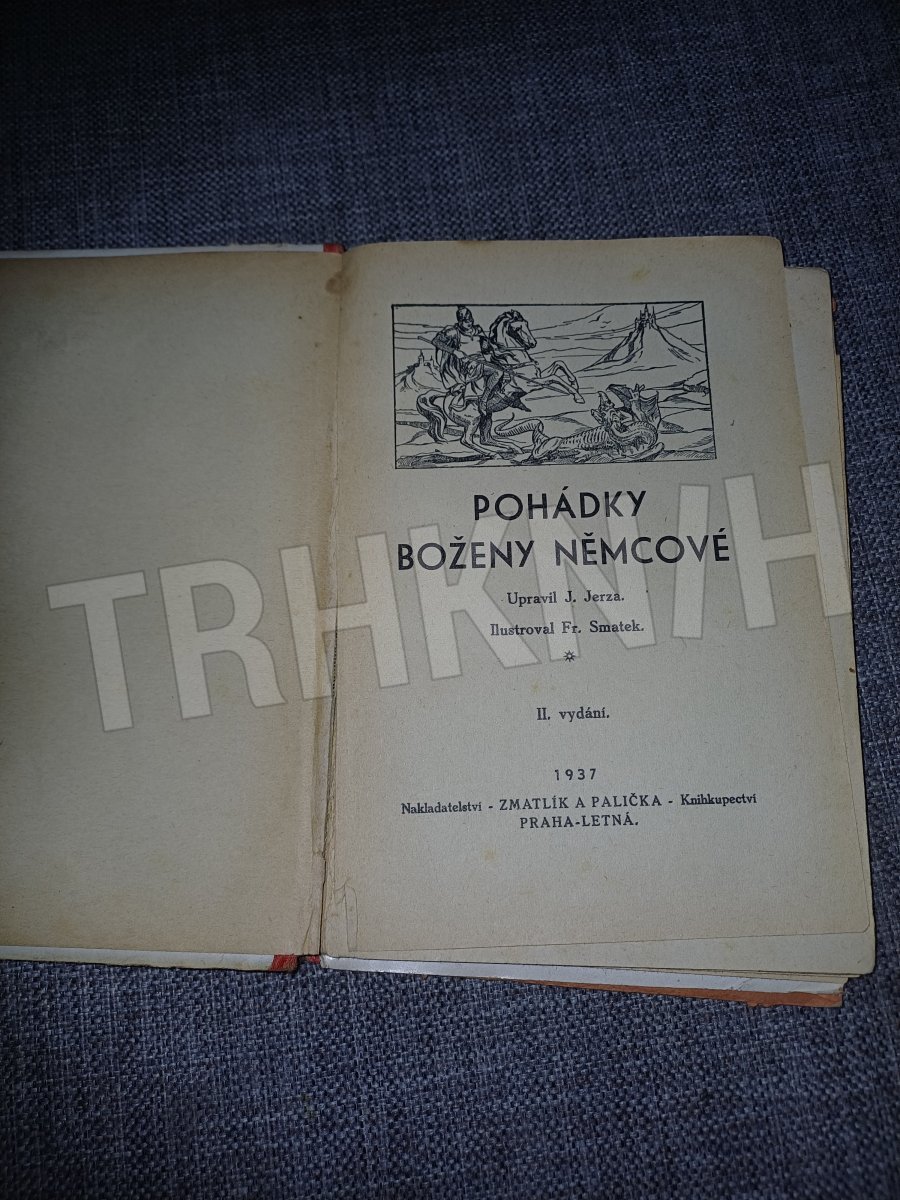 POHÁDKY
BOŽENY NĚMCOVÉ
Upravil J. Jerza.
Ilustroval Fr. Smatek.
II. vydání.
1937
Nakladatelství - ZMATLÍK A PALIČKA - Knihkupectví
PRAHA-LETNÁ.
TRHKNIH